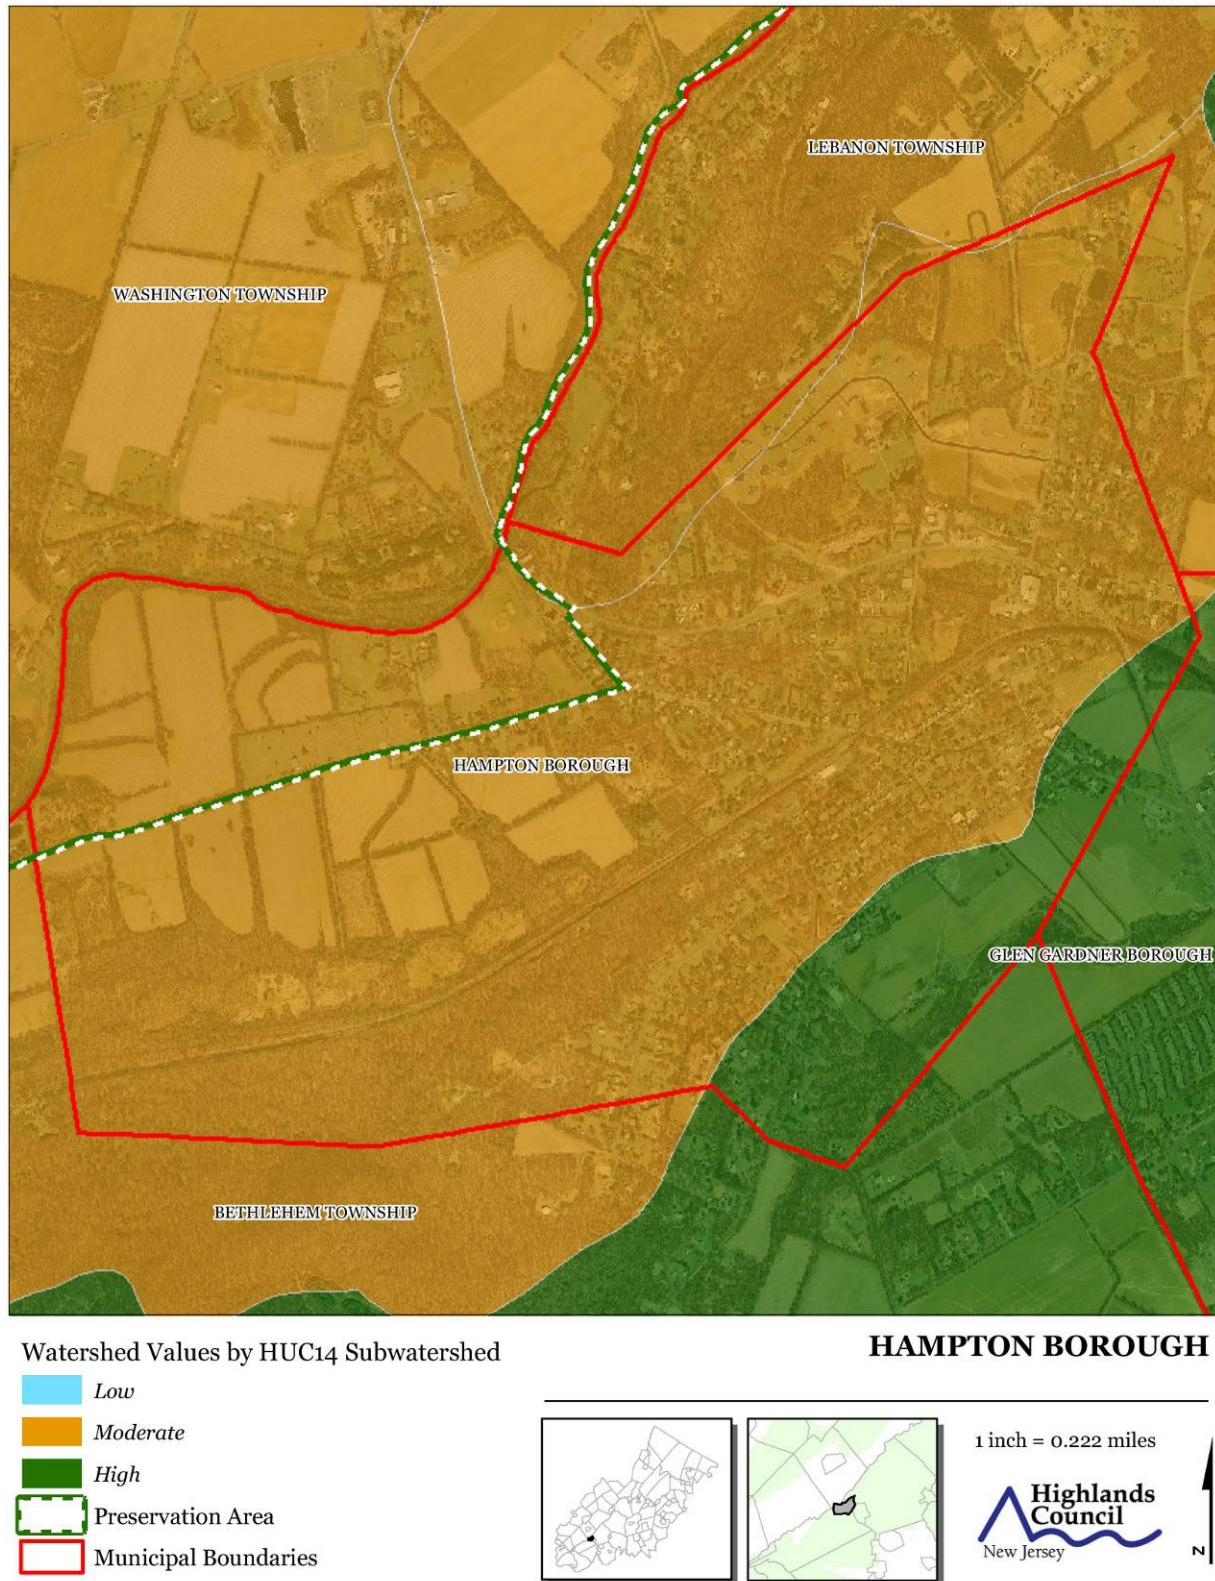 LEBANON TOWNSHIP
WASHINGTON TOWNSHIP
HAMPTON BOROUGH
GLEN GARDNER BOROUGH
BETHLEHEM TOWNSHIP
Watershed Values by HUC14 Subwatershed
Low
Moderate
High
Preservation Area
Municipal Boundaries
HAMPTON BOROUGH
1 inch = 0.222 miles
Highlands
Council
New Jersey
N